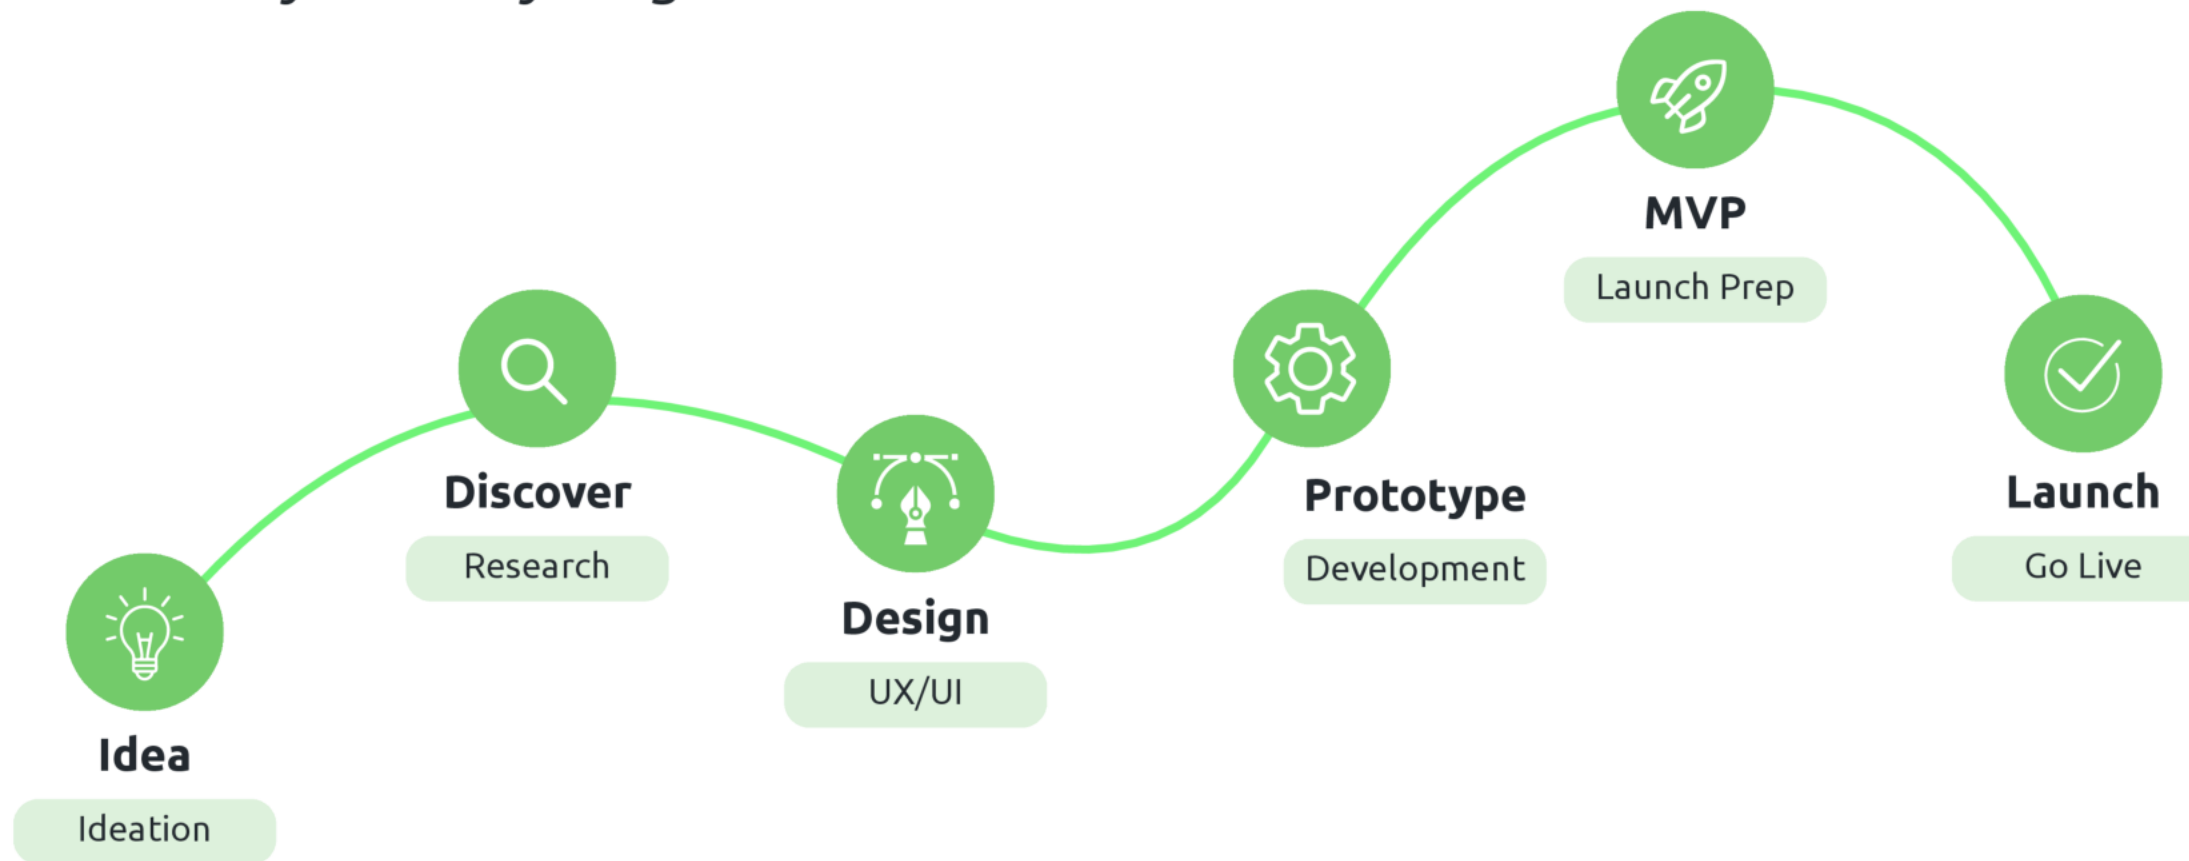 Idea
Ideation
Discover
Research
Design
UX/UI
Prototype
Development
MVP
Launch Prep
Launch
Go Live